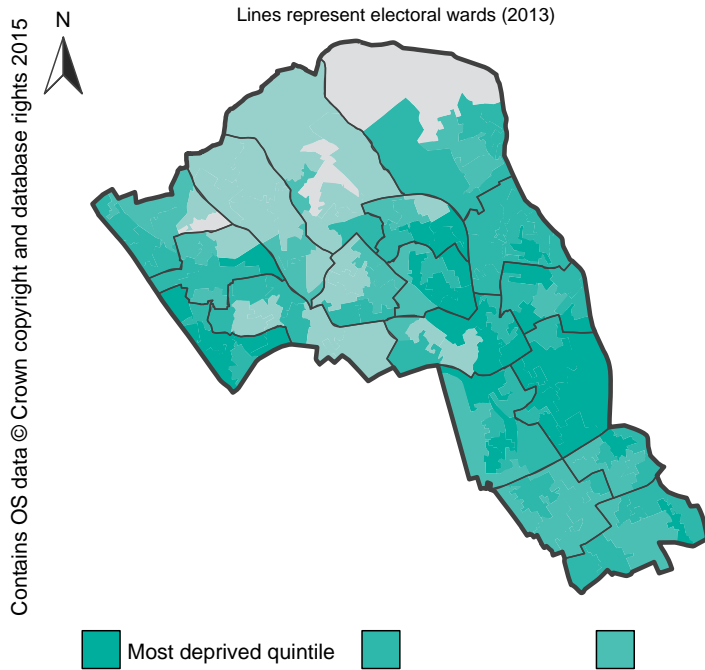 Lines represent electoral wards (2013)
N
Contains OS data © Crown copyright and database rights 2015
Most deprived quintile